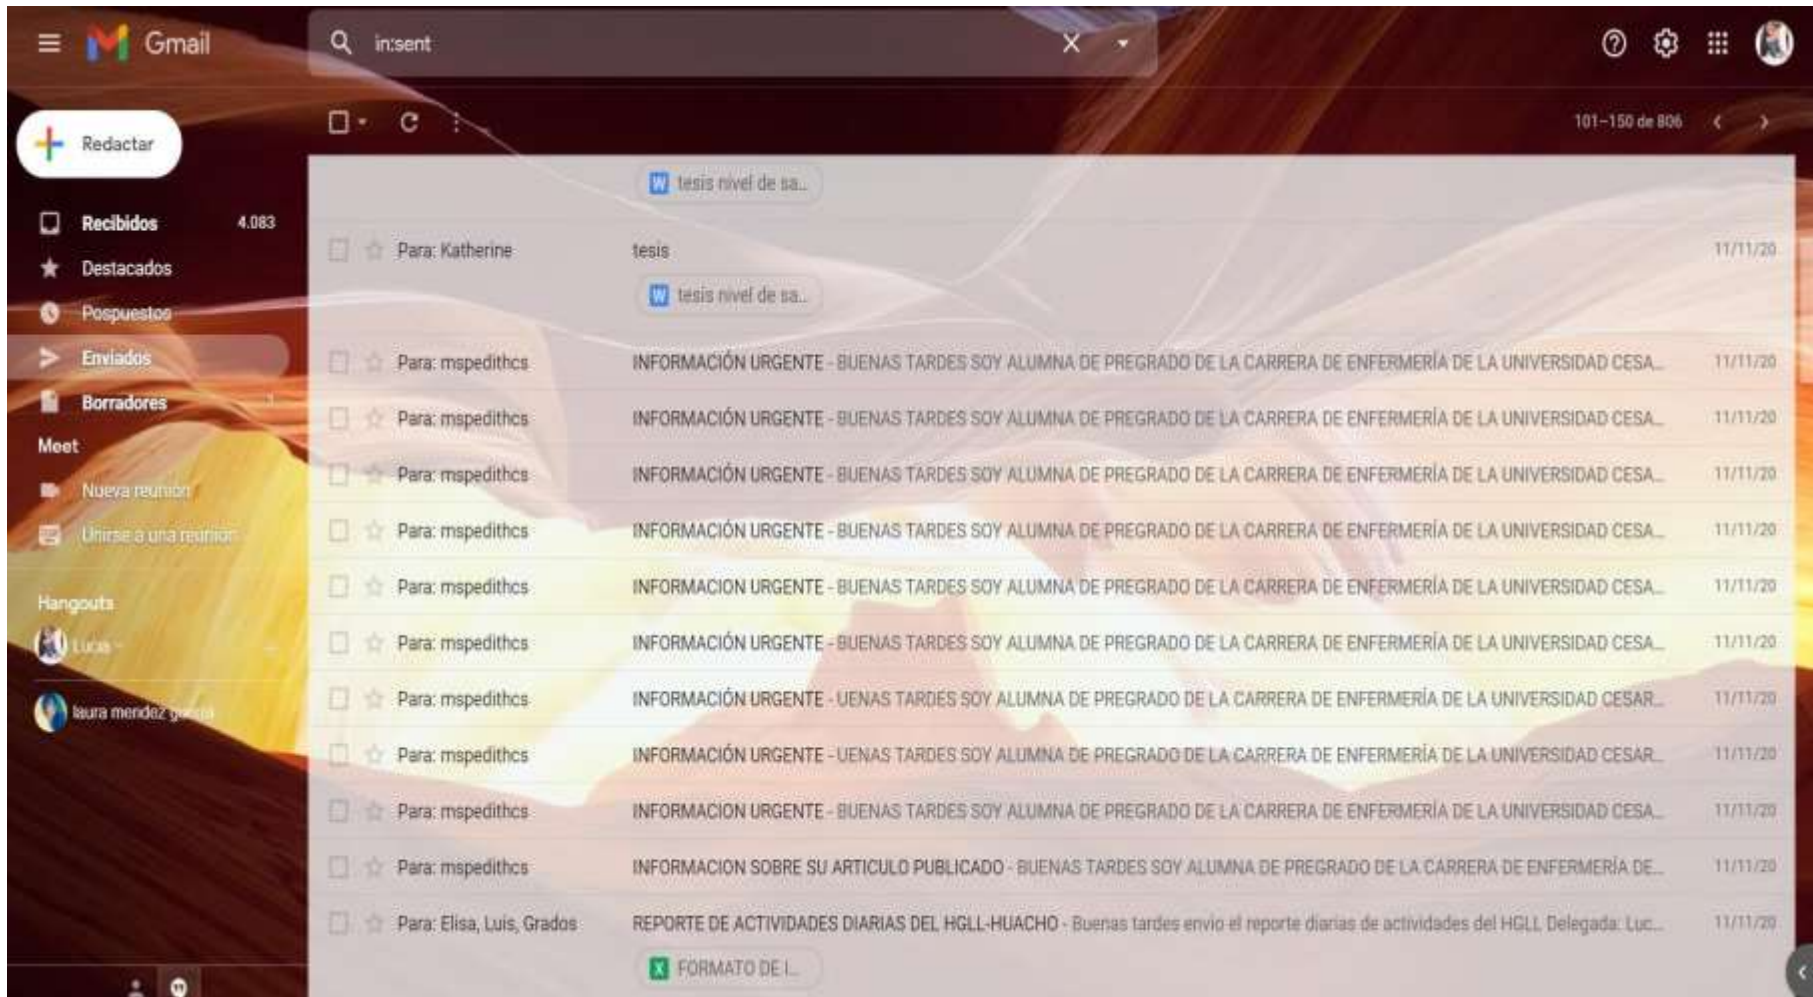 Gmail
in:sent
101–150 de 806
Redactar
Recibidos 4.083
Destacados
Pospuestos
Enviados
Borradores
Meet
Nueva reunión
Unirse a una reunión
Hangouts
Lucia
laura mendez
tesis nivel de sa...
Para: Katherine tesis 11/11/20
tesis nivel de sa...
Para: mspedithcs INFORMACIÓN URGENTE - BUENAS TARDES SOY ALUMNA DE PREGRADO DE LA CARRERA DE ENFERMERÍA DE LA UNIVERSIDAD CESA... 11/11/20
Para: mspedithcs INFORMACIÓN URGENTE - BUENAS TARDES SOY ALUMNA DE PREGRADO DE LA CARRERA DE ENFERMERÍA DE LA UNIVERSIDAD CESA... 11/11/20
Para: mspedithcs INFORMACIÓN URGENTE - BUENAS TARDES SOY ALUMNA DE PREGRADO DE LA CARRERA DE ENFERMERÍA DE LA UNIVERSIDAD CESA... 11/11/20
Para: mspedithcs INFORMACIÓN URGENTE - BUENAS TARDES SOY ALUMNA DE PREGRADO DE LA CARRERA DE ENFERMERÍA DE LA UNIVERSIDAD CESA... 11/11/20
Para: mspedithcs INFORMACION URGENTE - BUENAS TARDES SOY ALUMNA DE PREGRADO DE LA CARRERA DE ENFERMERÍA DE LA UNIVERSIDAD CESA... 11/11/20
Para: mspedithcs INFORMACIÓN URGENTE - BUENAS TARDES SOY ALUMNA DE PREGRADO DE LA CARRERA DE ENFERMERÍA DE LA UNIVERSIDAD CESA... 11/11/20
Para: mspedithcs INFORMACIÓN URGENTE - UENAS TARDES SOY ALUMNA DE PREGRADO DE LA CARRERA DE ENFERMERÍA DE LA UNIVERSIDAD CESAR... 11/11/20
Para: mspedithcs INFORMACIÓN URGENTE - UENAS TARDES SOY ALUMNA DE PREGRADO DE LA CARRERA DE ENFERMERÍA DE LA UNIVERSIDAD CESAR... 11/11/20
Para: mspedithcs INFORMACION URGENTE - BUENAS TARDES SOY ALUMNA DE PREGRADO DE LA CARRERA DE ENFERMERÍA DE LA UNIVERSIDAD CESA... 11/11/20
Para: mspedithcs INFORMACION SOBRE SU ARTICULO PUBLICADO - BUENAS TARDES SOY ALUMNA DE PREGRADO DE LA CARRERA DE ENFERMERÍA DE... 11/11/20
Para: Elisa, Luis, Grados REPORTE DE ACTIVIDADES DIARIAS DEL HGLL-HUACHO - Buenas tardes envio el reporte diarias de actividades del HGLL Delegada: Luc... 11/11/20
FORMATO DE I...